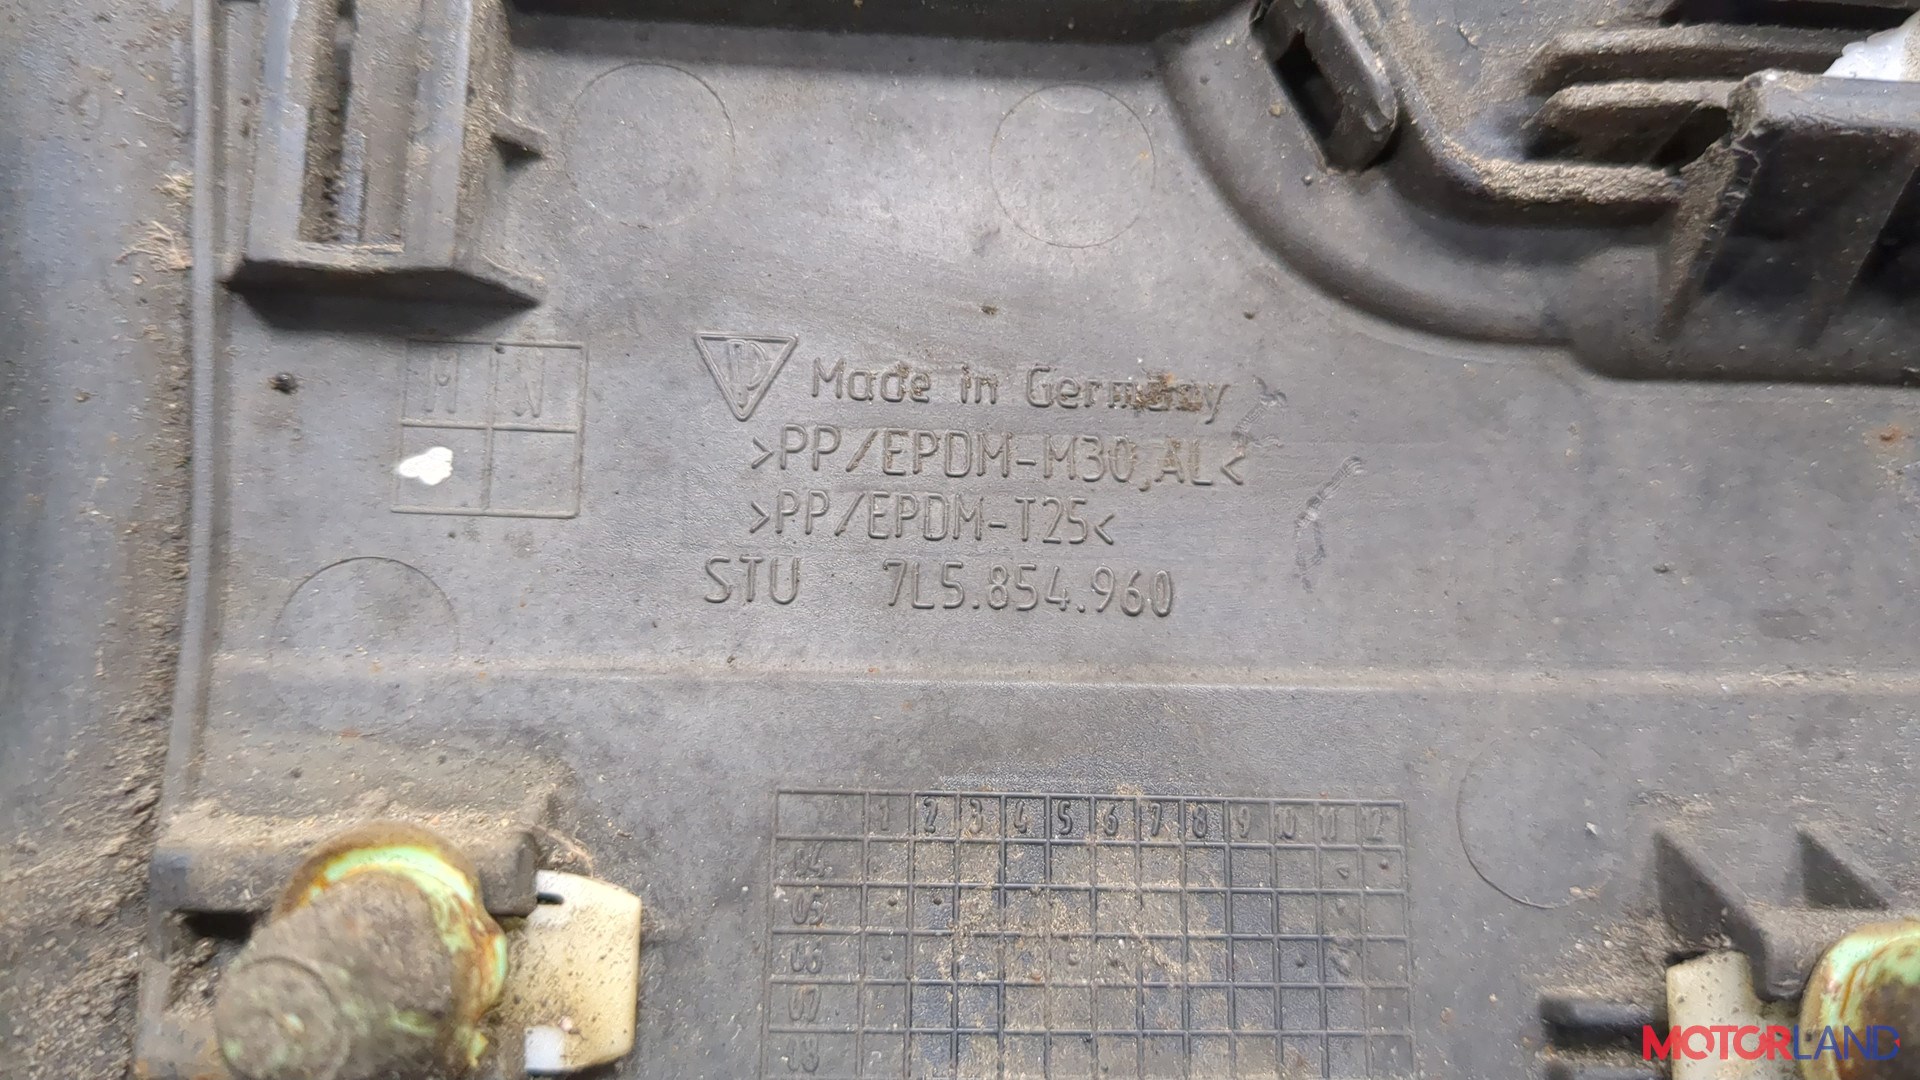 M W
P Made in Germany
>PP/EPDM-M30,AL<
>PP/EPDM-T25<
STU 7L5.854.960
1 2 3 4 5 6 7 8 9 10 11 12
04
05
06
07
08
MOTORLAND